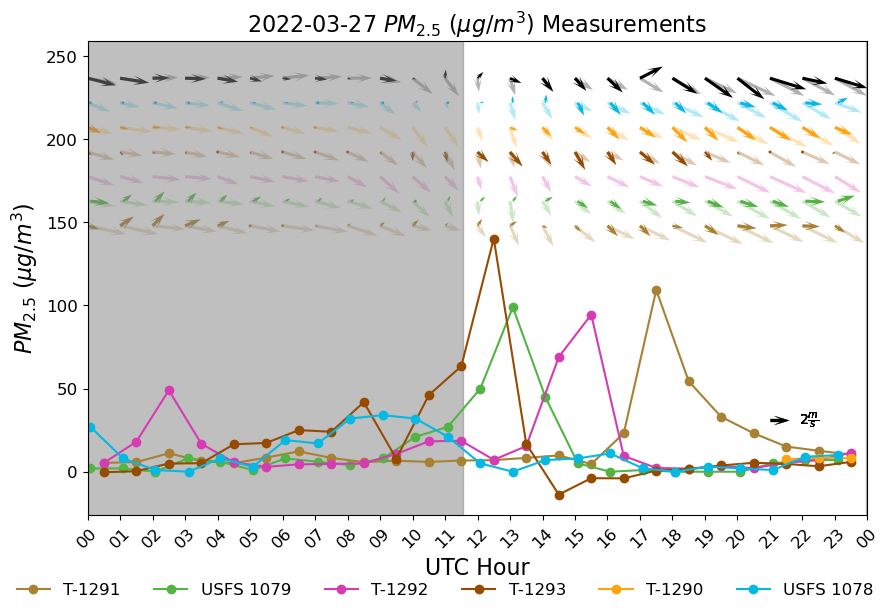 2022-03-27 PM₂.₅ (μg/m³) Measurements
PM₂.₅ (μg/m³)
250
200
150
100
50
0
2 m/s
00 01 02 03 04 05 06 07 08 09 10 11 12 13 14 15 16 17 18 19 20 21 22 23 00
UTC Hour
T-1291 USFS 1079 T-1292 T-1293 T-1290 USFS 1078